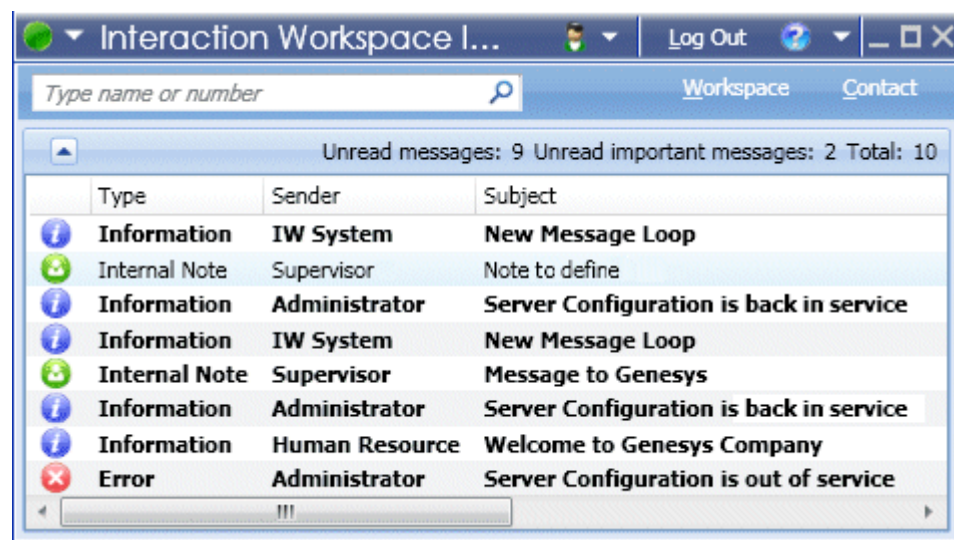 Interaction Workspace I... Log Out
Type name or number Workspace Contact
Unread messages: 9 Unread important messages: 2 Total: 10
Type Sender Subject
Information IW System New Message Loop
Internal Note Supervisor Note to define
Information Administrator Server Configuration is back in service
Information IW System New Message Loop
Internal Note Supervisor Message to Genesys
Information Administrator Server Configuration is back in service
Information Human Resource Welcome to Genesys Company
Error Administrator Server Configuration is out of service